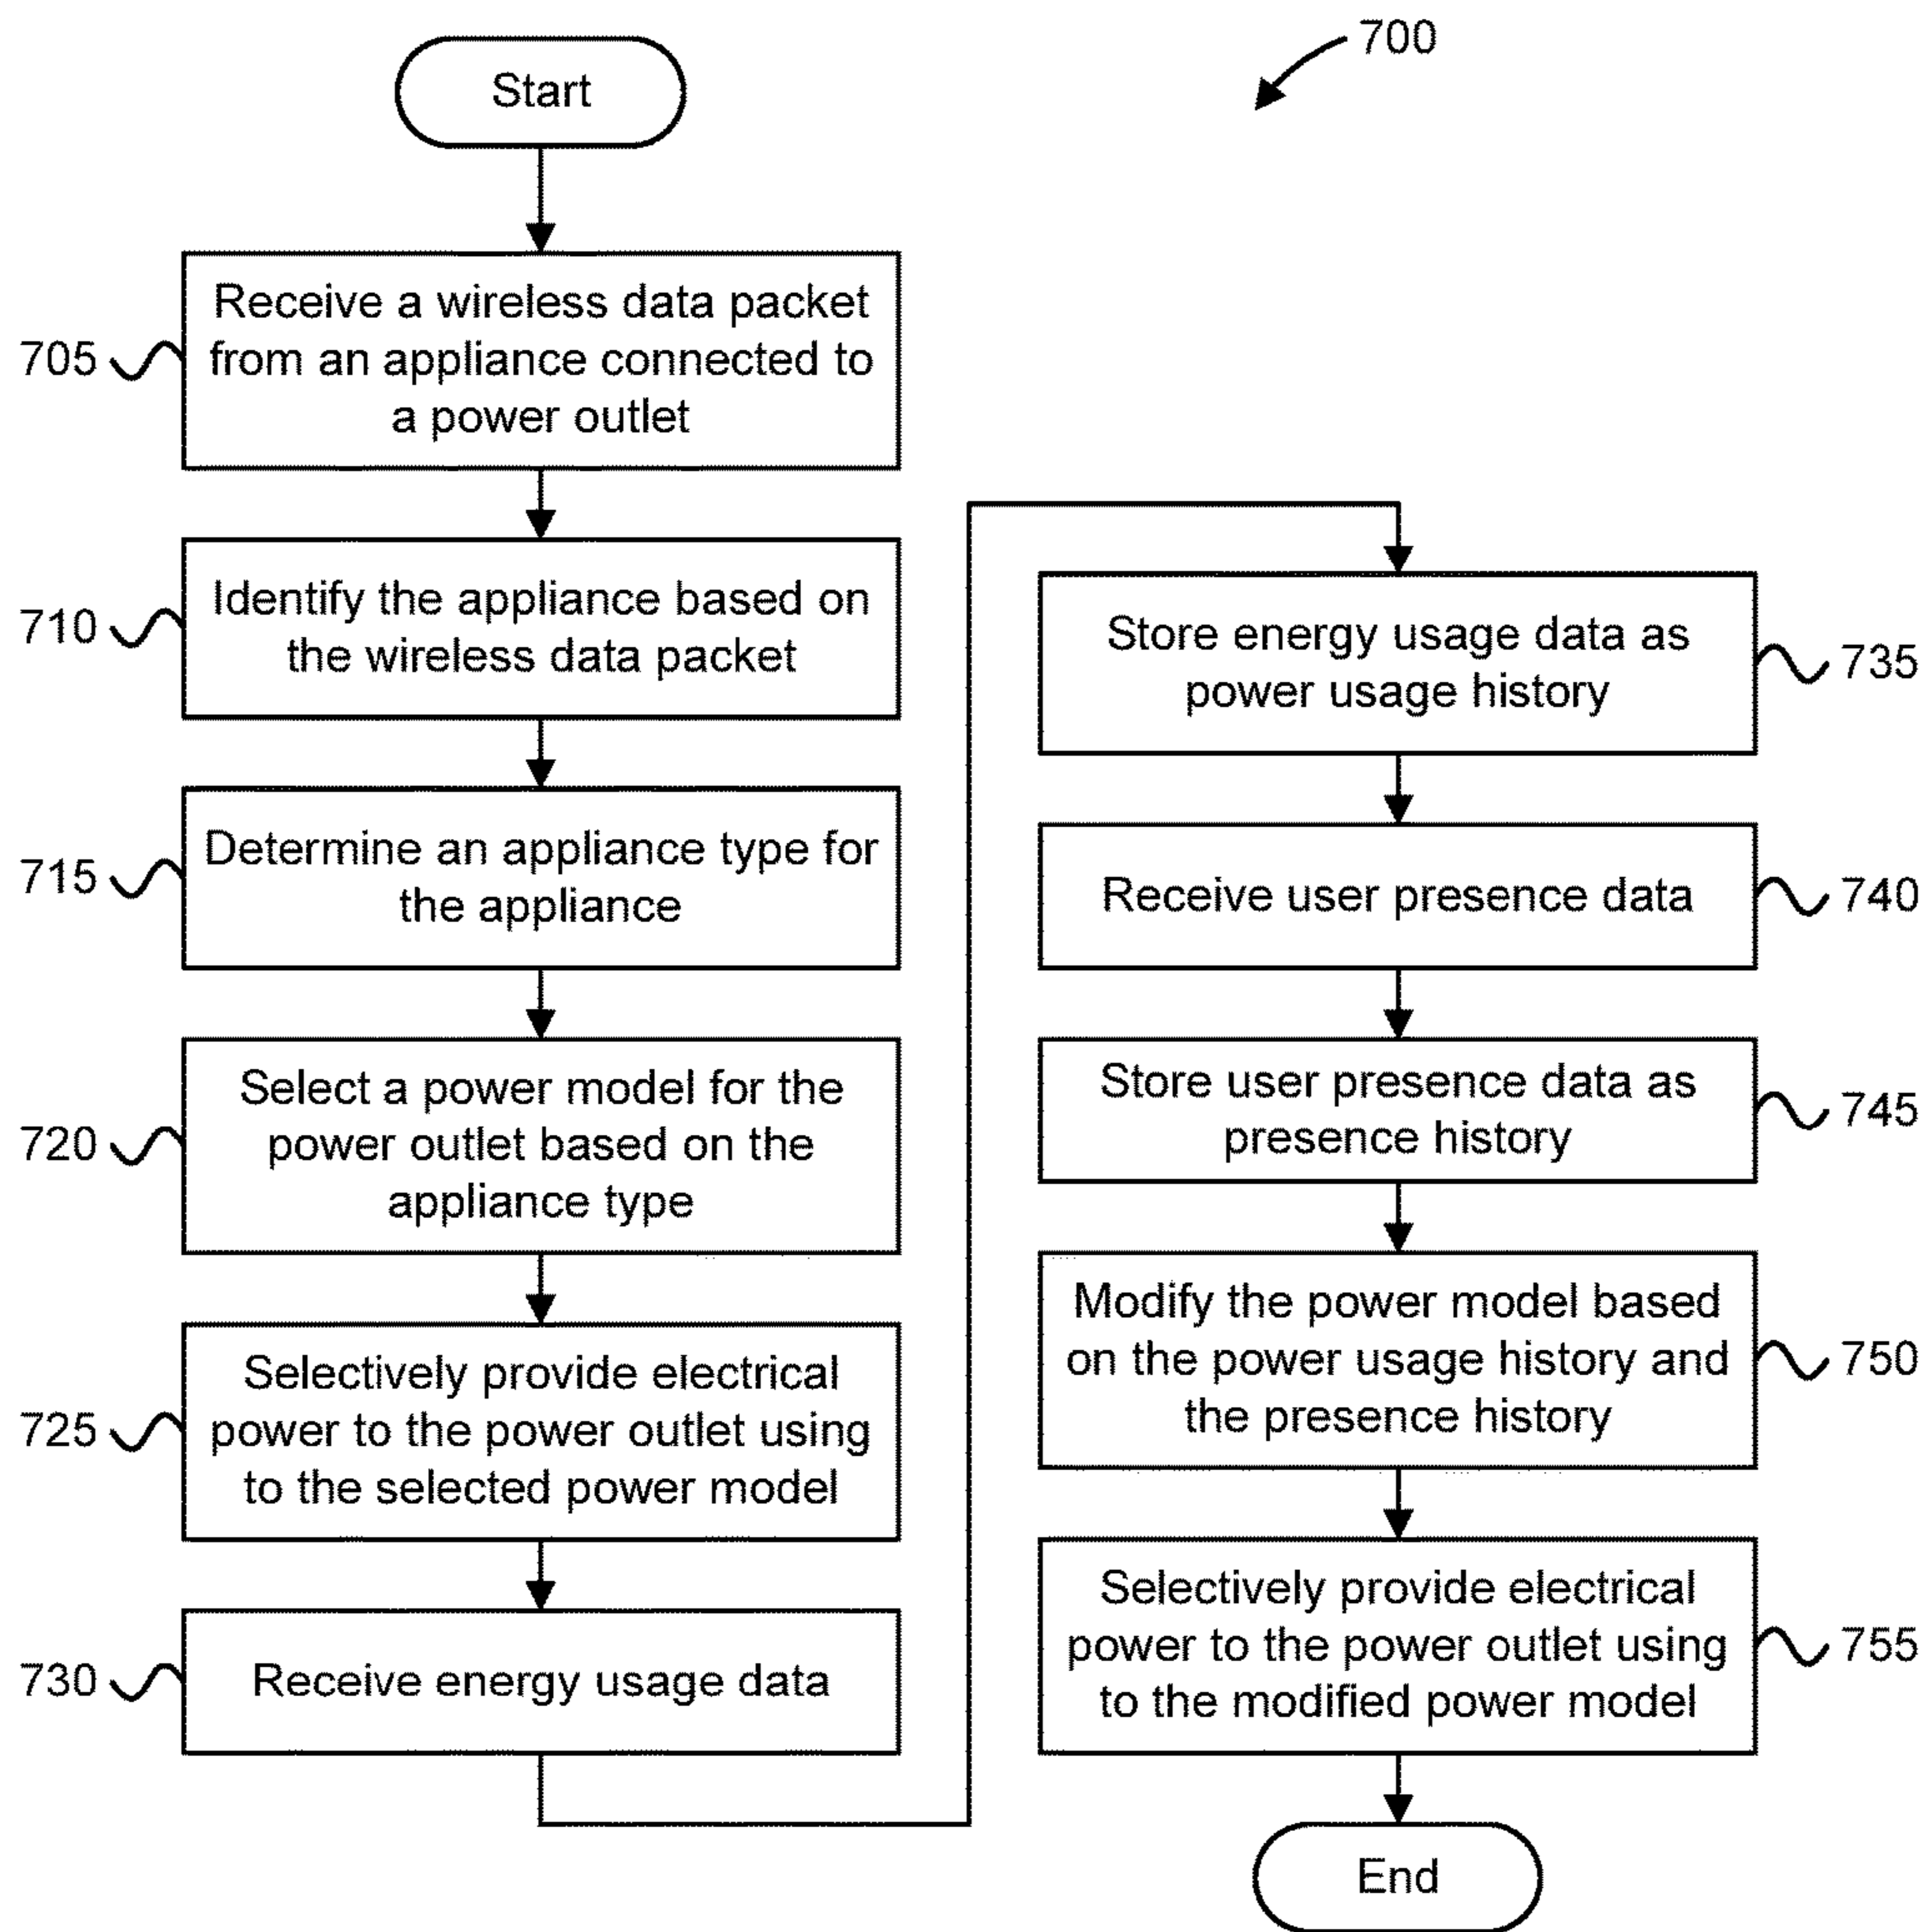 700
Start
705
Receive a wireless data packet
from an appliance connected to
a power outlet
710
Identify the appliance based on
the wireless data packet
715
Determine an appliance type for
the appliance
720
Select a power model for the
power outlet based on the
appliance type
725
Selectively provide electrical
power to the power outlet using
to the selected power model
730
Receive energy usage data
Store energy usage data as
power usage history
735
Receive user presence data
740
Store user presence data as
presence history
745
Modify the power model based
on the power usage history and
the presence history
750
Selectively provide electrical
power to the power outlet using
to the modified power model
755
End